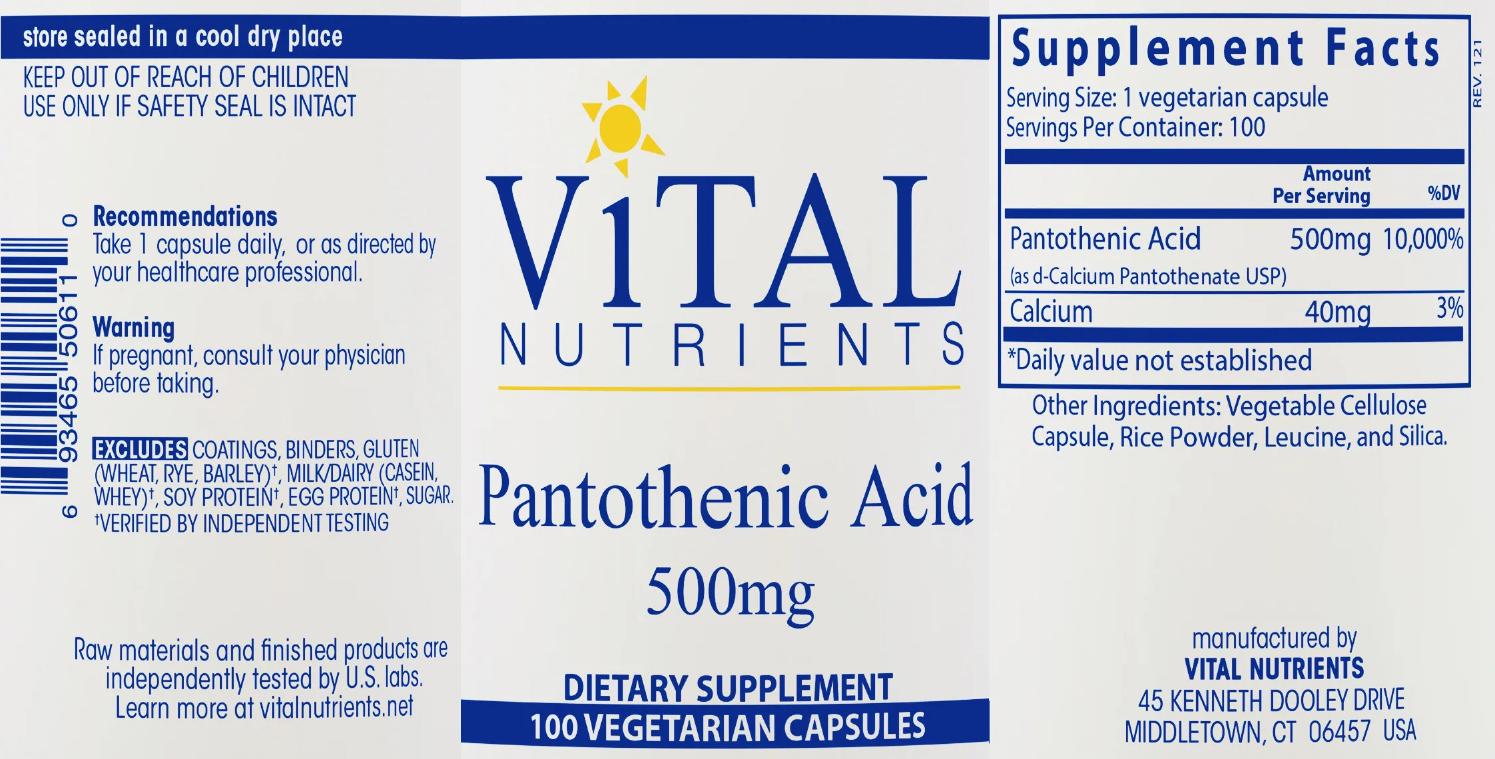 store sealed in a cool dry place
KEEP OUT OF REACH OF CHILDREN
USE ONLY IF SAFETY SEAL IS INTACT
Recommendations
Take 1 capsule daily, or as directed by
your healthcare professional.
Warning
If pregnant, consult your physician
before taking.
EXCLUDES COATINGS, BINDERS, GLUTEN
(WHEAT, RYE, BARLEY)†, MILK/DAIRY (CASEIN,
WHEY)†, SOY PROTEIN†, EGG PROTEIN†, SUGAR.
†VERIFIED BY INDEPENDENT TESTING
6 93465 50611 0
Raw materials and finished products are
independently tested by U.S. labs.
Learn more at vitalnutrients.net
ViTAL
NUTRIENTS
Pantothenic Acid
500mg
DIETARY SUPPLEMENT
100 VEGETARIAN CAPSULES
Supplement Facts
Serving Size: 1 vegetarian capsule
Servings Per Container: 100
Amount
Per Serving %DV
Pantothenic Acid 500mg 10,000%
(as d-Calcium Pantothenate USP)
Calcium 40mg 3%
*Daily value not established
Other Ingredients: Vegetable Cellulose
Capsule, Rice Powder, Leucine, and Silica.
REV. 121
manufactured by
VITAL NUTRIENTS
45 KENNETH DOOLEY DRIVE
MIDDLETOWN, CT 06457 USA